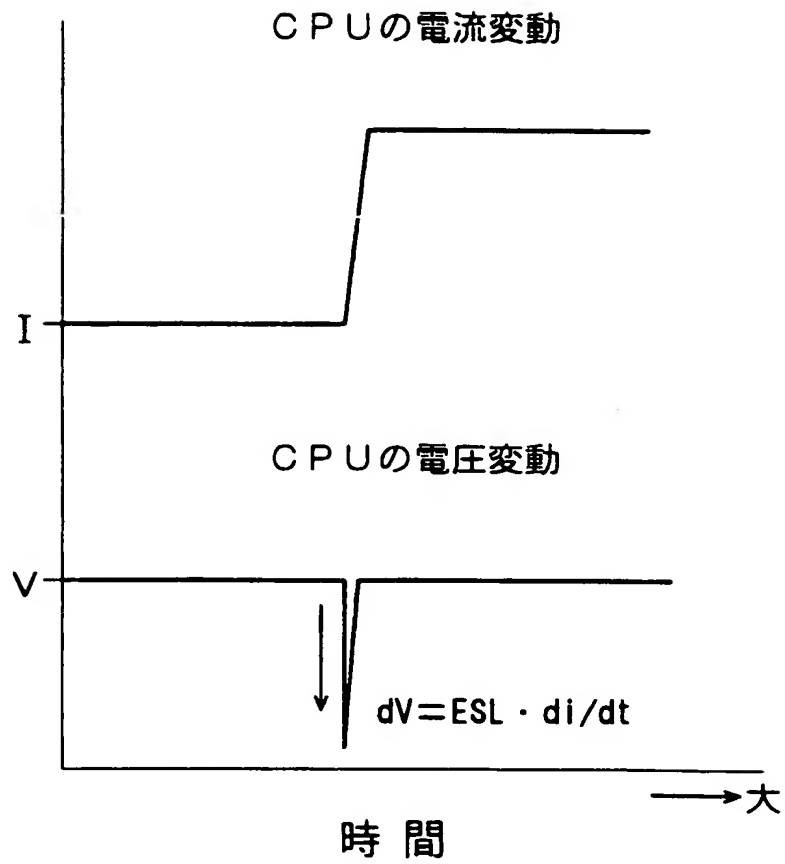 CPUの電流変動
I
CPUの電圧変動
V
dV=ESL・di/dt
大
時間